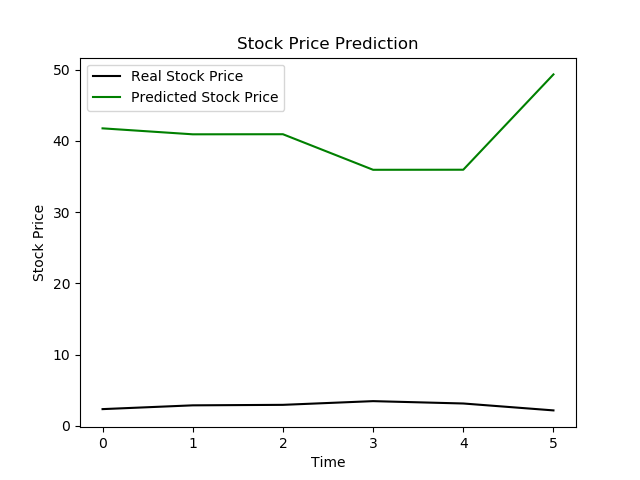 Stock Price Prediction
Real Stock Price
Predicted Stock Price
50
40
30
20
10
0
Stock Price
0 1 2 3 4 5
Time